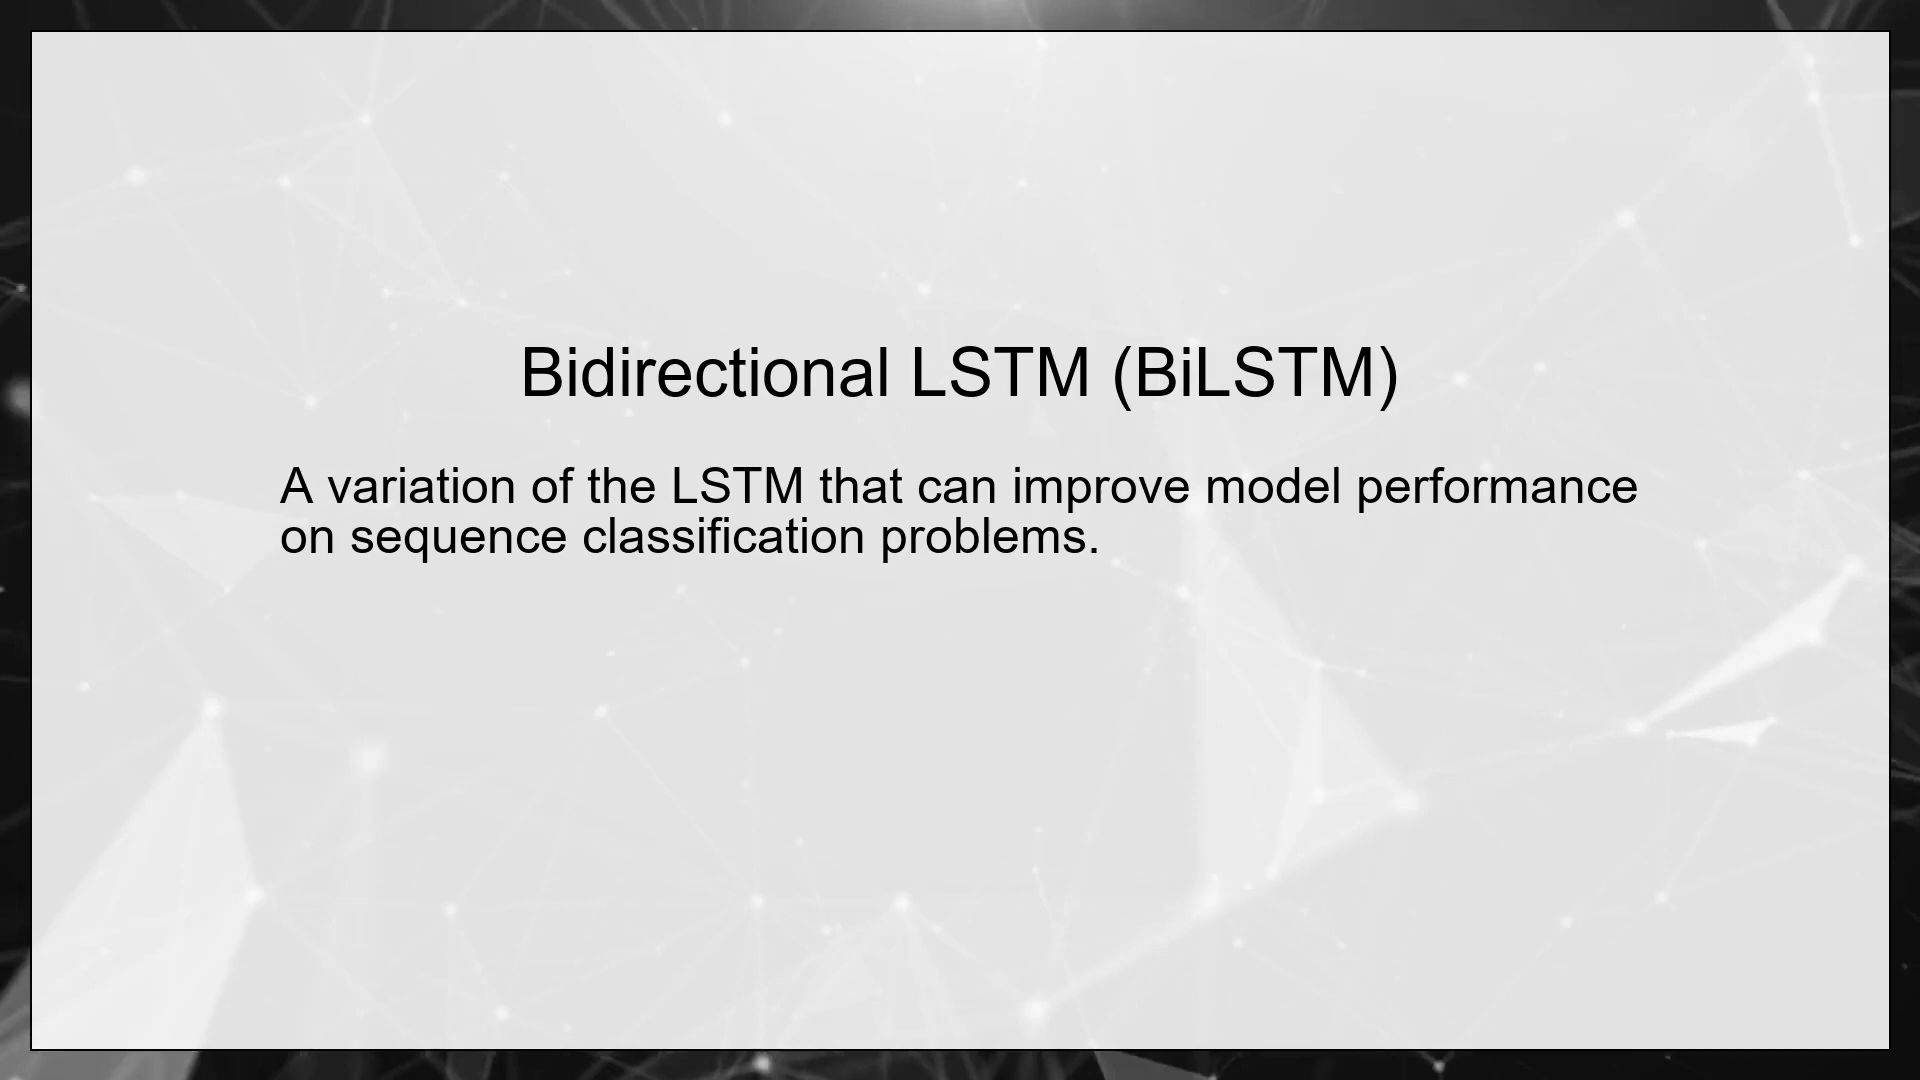 Bidirectional LSTM (BiLSTM)
A variation of the LSTM that can improve model performance
on sequence classification problems.